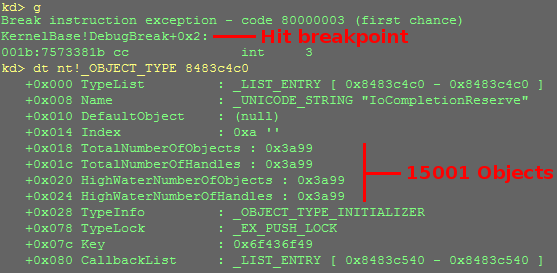 kd> g
Break instruction exception - code 80000003 (first chance)
KernelBase!DebugBreak+0x2: Hit breakpoint
001b:7573381b cc int 3
kd> dt nt!_OBJECT_TYPE 8483c4c0
+0x000 TypeList : _LIST_ENTRY [ 0x8483c4c0 - 0x8483c4c0 ]
+0x008 Name : _UNICODE_STRING "IoCompletionReserve"
+0x010 DefaultObject : (null)
+0x014 Index : 0xa ''
+0x018 TotalNumberOfObjects : 0x3a99
+0x01c TotalNumberOfHandles : 0x3a99
+0x020 HighWaterNumberOfObjects : 0x3a99
+0x024 HighWaterNumberOfHandles : 0x3a99
15001 Objects
+0x028 TypeInfo : _OBJECT_TYPE_INITIALIZER
+0x078 TypeLock : _EX_PUSH_LOCK
+0x07c Key : 0x6f436f49
+0x080 CallbackList : _LIST_ENTRY [ 0x8483c540 - 0x8483c540 ]